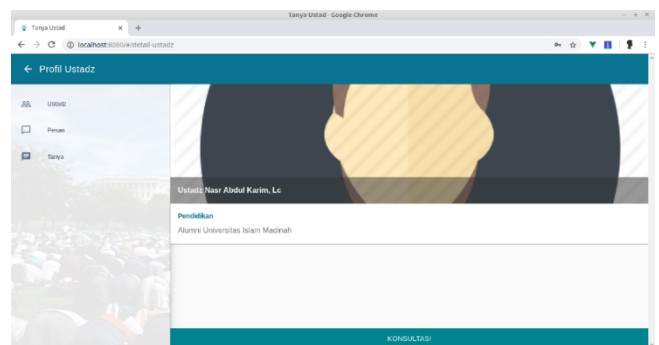 Tanya Ustad - Google Chrome
Tanya Ustad
localhost:8080/#/detail-ustadz
Profil Ustadz
Ustadz
Pesan
Tanya
Ustadz Nasr Abdul Karim, Lc
Pendidikan
Alumni Universitas Islam Madinah
KONSULTASI